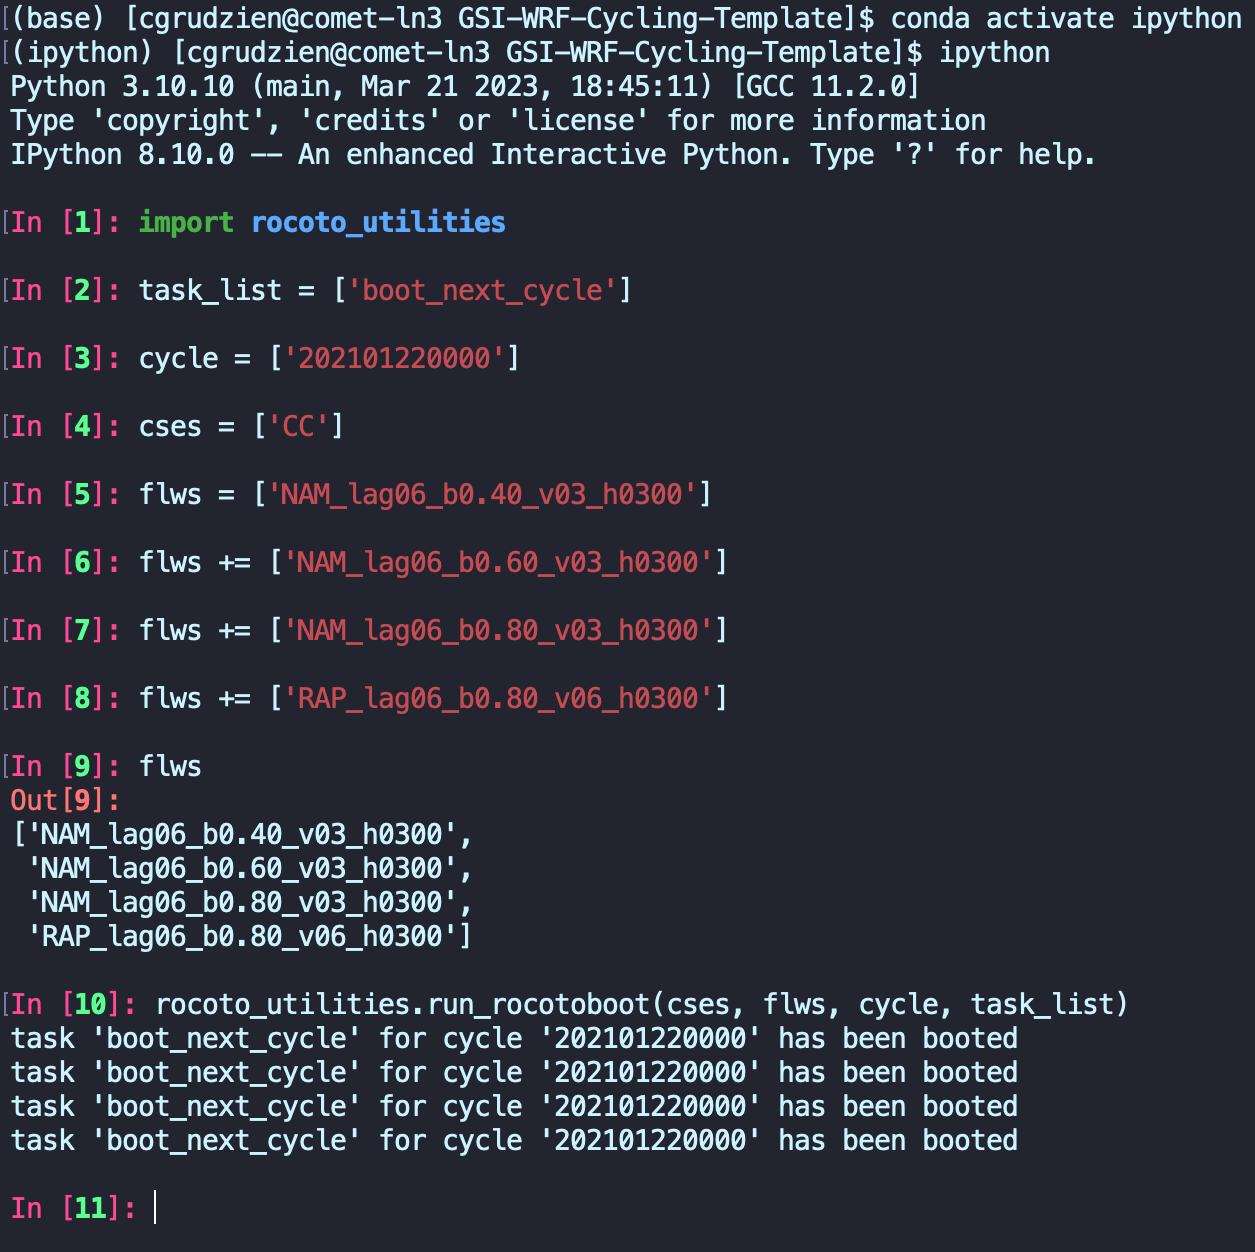 (base) [cgrudzien@comet-ln3 GSI-WRF-Cycling-Template]$ conda activate ipython
(ipython) [cgrudzien@comet-ln3 GSI-WRF-Cycling-Template]$ ipython
Python 3.10.10 (main, Mar 21 2023, 18:45:11) [GCC 11.2.0]
Type 'copyright', 'credits' or 'license' for more information
IPython 8.10.0 -- An enhanced Interactive Python. Type '?' for help.
In [1]: import rocoto_utilities
In [2]: task_list = ['boot_next_cycle']
In [3]: cycle = ['202101220000']
In [4]: cses = ['CC']
In [5]: flws = ['NAM_lag06_b0.40_v03_h0300']
In [6]: flws += ['NAM_lag06_b0.60_v03_h0300']
In [7]: flws += ['NAM_lag06_b0.80_v03_h0300']
In [8]: flws += ['RAP_lag06_b0.80_v06_h0300']
In [9]: flws
Out[9]:
['NAM_lag06_b0.40_v03_h0300',
 'NAM_lag06_b0.60_v03_h0300',
 'NAM_lag06_b0.80_v03_h0300',
 'RAP_lag06_b0.80_v06_h0300']
In [10]: rocoto_utilities.run_rocotoboot(cses, flws, cycle, task_list)
task 'boot_next_cycle' for cycle '202101220000' has been booted
task 'boot_next_cycle' for cycle '202101220000' has been booted
task 'boot_next_cycle' for cycle '202101220000' has been booted
task 'boot_next_cycle' for cycle '202101220000' has been booted
In [11]: